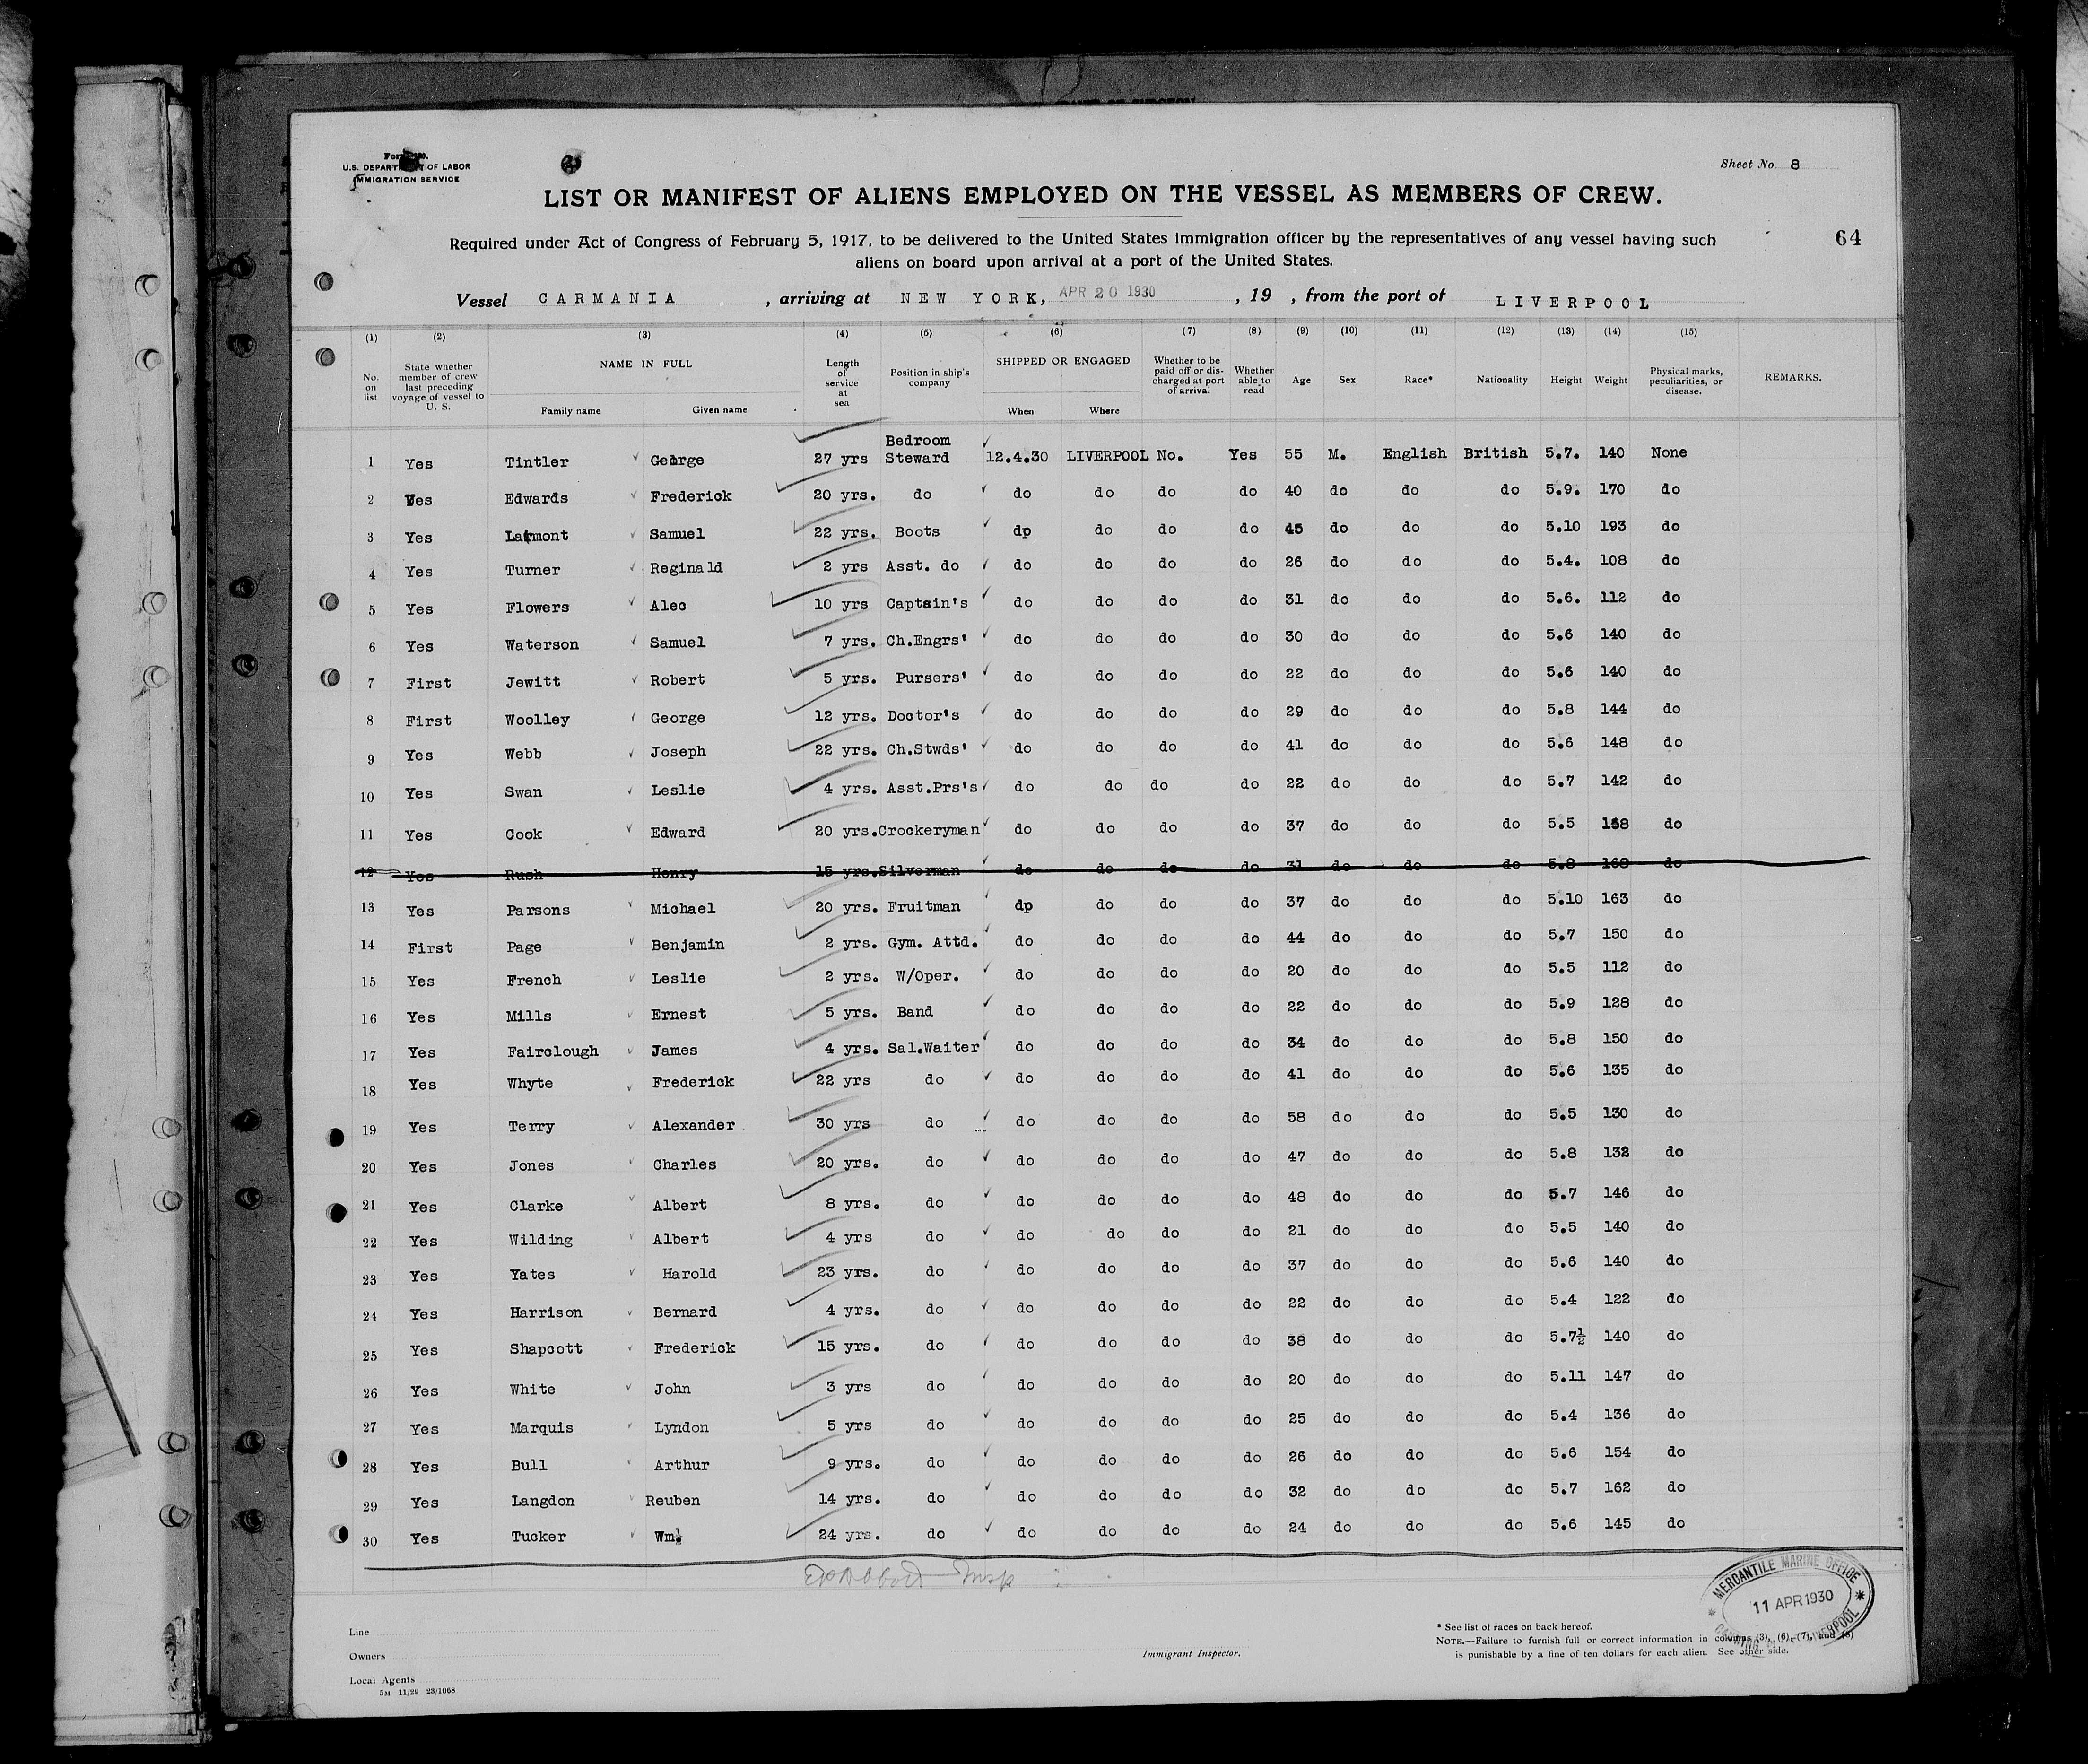 U.S. DEPARTMENT OF LABOR
IMMIGRATION SERVICE
Sheet No. 8
LIST OR MANIFEST OF ALIENS EMPLOYED ON THE VESSEL AS MEMBERS OF CREW.
64
Required under Act of Congress of February 5, 1917, to be delivered to the United States immigration officer by the representatives of any vessel having such
aliens on board upon arrival at a port of the United States.
Vessel CARMANIA , arriving at NEW YORK, APR 20 1930 , 19 , from the port of LIVERPOOL
(1) (2) (3) (4) (5) (6) (7) (8) (9) (10) (11) (12) (13) (14) (15)
No. on list State whether member of crew last preceding voyage of vessel to U. S. NAME IN FULL Family name Given name Length of service at sea Position in ship's company SHIPPED OR ENGAGED When Where Whether to be paid off or discharged at port of arrival Whether able to read Age Sex Race* Nationality Height Weight Physical marks, peculiarities, or disease. REMARKS.
1 Yes Tintler George 27 yrs Bedroom Steward 12.4.30 LIVERPOOL No. Yes 55 M. English British 5.7. 140 None
2 Yes Edwards Frederick 20 yrs. do do do do do 40 do do do 5.9. 170 do
3 Yes Lamont Samuel 22 yrs. Boots dp do do do 45 do do do 5.10 193 do
4 Yes Turner Reginald 2 yrs Asst. do do do do do 26 do do do 5.4. 108 do
5 Yes Flowers Alec 10 yrs Captain's do do do do 31 do do do 5.6. 112 do
6 Yes Waterson Samuel 7 yrs. Ch.Engrs' do do do do 30 do do do 5.6 140 do
7 First Jewitt Robert 5 yrs. Pursers' do do do do 22 do do do 5.6 140 do
8 First Woolley George 12 yrs. Doctor's do do do do 29 do do do 5.8 144 do
9 Yes Webb Joseph 22 yrs. Ch.Stwds' do do do do 41 do do do 5.6 148 do
10 Yes Swan Leslie 4 yrs. Asst.Prs's do do do do 22 do do do 5.7 142 do
11 Yes Cook Edward 20 yrs. Crockeryman do do do do 37 do do do 5.5 158 do
12 Yes Rush Henry 15 yrs. Silverman do do do do 31 do do do 5.8 168 do
13 Yes Parsons Michael 20 yrs. Fruitman dp do do do 37 do do do 5.10 163 do
14 First Page Benjamin 2 yrs. Gym. Attd. do do do do 44 do do do 5.7 150 do
15 Yes French Leslie 2 yrs. W/Oper. do do do do 20 do do do 5.5 112 do
16 Yes Mills Ernest 5 yrs. Band do do do do 22 do do do 5.9 128 do
17 Yes Fairclough James 4 yrs. Sal.Waiter do do do do 34 do do do 5.8 150 do
18 Yes Whyte Frederick 22 yrs do do do do do 41 do do do 5.6 135 do
19 Yes Terry Alexander 30 yrs do do do do do 58 do do do 5.5 130 do
20 Yes Jones Charles 20 yrs. do do do do do 47 do do do 5.8 132 do
21 Yes Clarke Albert 8 yrs. do do do do do 48 do do do 5.7 146 do
22 Yes Wilding Albert 4 yrs do do do do do 21 do do do 5.5 140 do
23 Yes Yates Harold 23 yrs. do do do do do 37 do do do 5.6 140 do
24 Yes Harrison Bernard 4 yrs. do do do do do 22 do do do 5.4 122 do
25 Yes Shapcott Frederick 15 yrs. do do do do do 38 do do do 5.7½ 140 do
26 Yes White John 3 yrs do do do do do 20 do do do 5.11 147 do
27 Yes Marquis Lyndon 5 yrs do do do do do 25 do do do 5.4 136 do
28 Yes Bull Arthur 9 yrs. do do do do do 26 do do do 5.6 154 do
29 Yes Langdon Reuben 14 yrs. do do do do do 32 do do do 5.7 162 do
30 Yes Tucker Wm. 24 yrs. do do do do do 24 do do do 5.6 145 do
MERCANTILE MARINE OFFICE
11 APR 1930
LIVERPOOL
Line
Owners
Local Agents
5M 11/29 23/1068
Immigrant Inspector.
* See list of races on back hereof.
NOTE.—Failure to furnish full or correct information in columns (3), (6), (7), and (8)
is punishable by a fine of ten dollars for each alien. See other side.